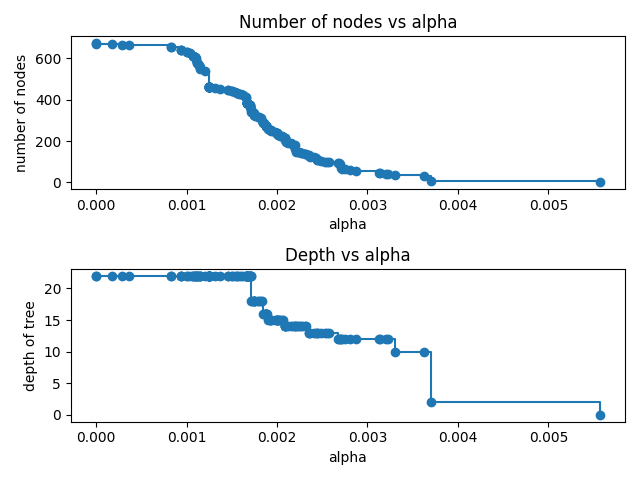 Number of nodes vs alpha
number of nodes
600
400
200
0
0.000 0.001 0.002 0.003 0.004 0.005
alpha
Depth vs alpha
depth of tree
20
15
10
5
0
0.000 0.001 0.002 0.003 0.004 0.005
alpha